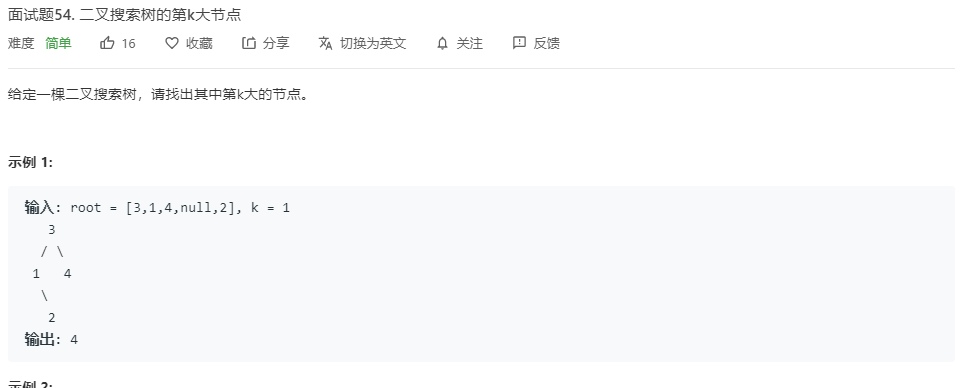 面试题54. 二叉搜索树的第k大节点
难度 简单 16 收藏 分享 切换为英文 关注 反馈
给定一棵二叉搜索树，请找出其中第k大的节点。
示例 1:
输入: root = [3,1,4,null,2], k = 1
3
/ \
1 4
\
2
输出: 4
示例 2: